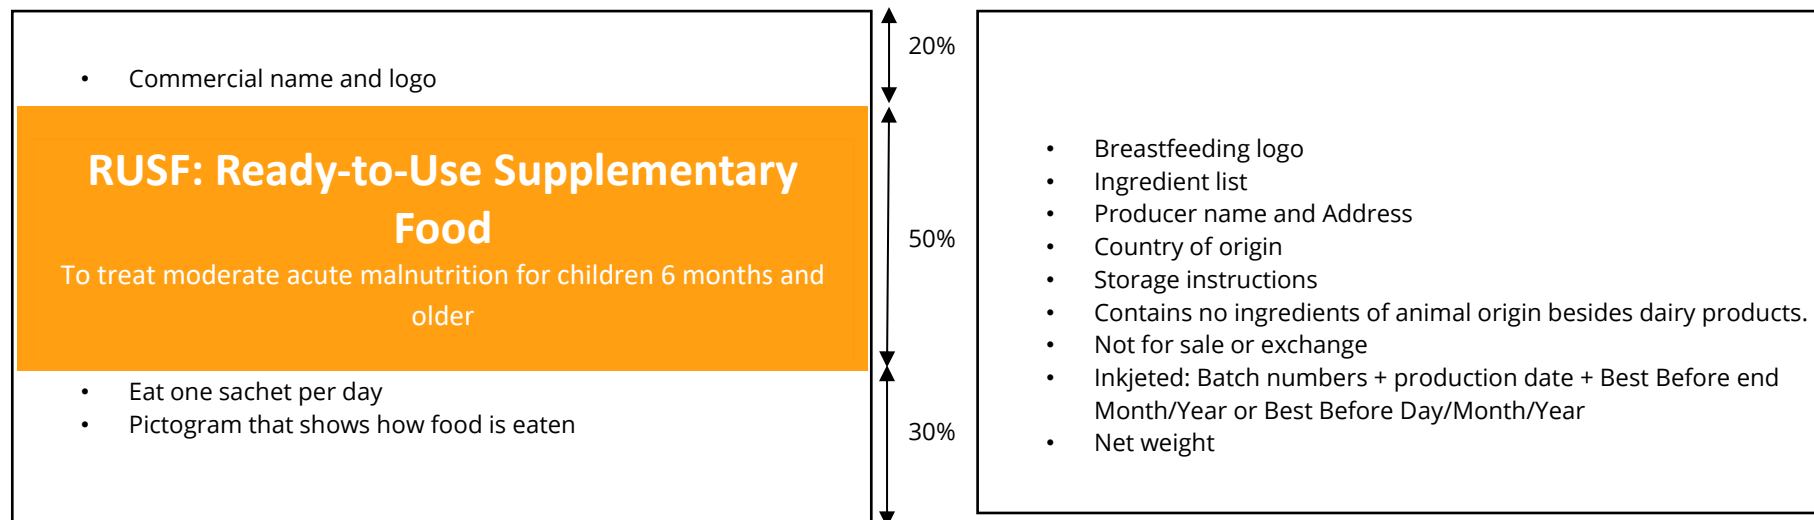 • Commercial name and logo
RUSF: Ready-to-Use Supplementary
Food
To treat moderate acute malnutrition for children 6 months and
older
• Eat one sachet per day
• Pictogram that shows how food is eaten
20%
50%
30%
• Breastfeeding logo
• Ingredient list
• Producer name and Address
• Country of origin
• Storage instructions
• Contains no ingredients of animal origin besides dairy products.
• Not for sale or exchange
• Inkjeted: Batch numbers + production date + Best Before end
Month/Year or Best Before Day/Month/Year
• Net weight